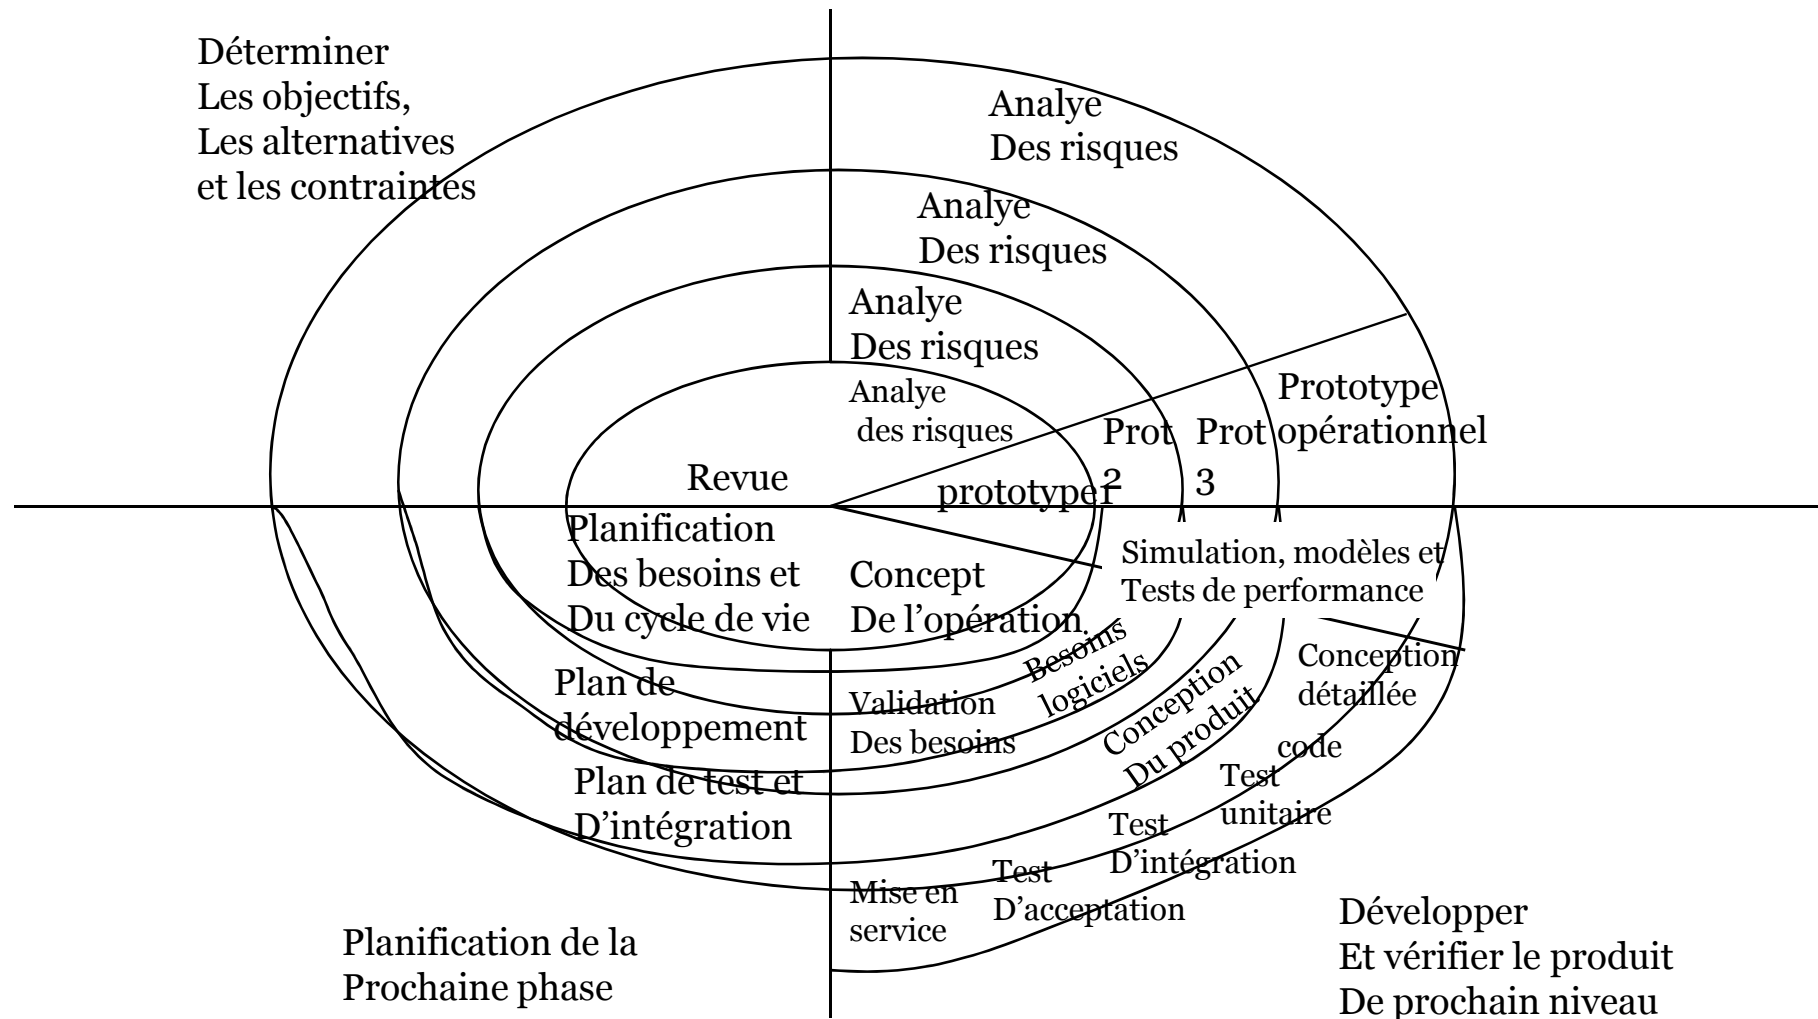 Déterminer
Les objectifs,
Les alternatives
et les contraintes
Analye
Des risques
Analye
Des risques
Analye
Des risques
Analye
des risques
Prototype
opérationnel
Prot
2
Prot
3
Revue
prototyper
Planification
Des besoins et
Du cycle de vie
Concept
De l’opération
Simulation, modèles et
Tests de performance
Besoins
logiciels
Conception
Du produit
Conception
détaillée
Plan de
développement
Validation
Des besoins
code
Plan de test et
D’intégration
Test
unitaire
Test
D’intégration
Test
D’acceptation
Mise en
service
Planification de la
Prochaine phase
Développer
Et vérifier le produit
De prochain niveau